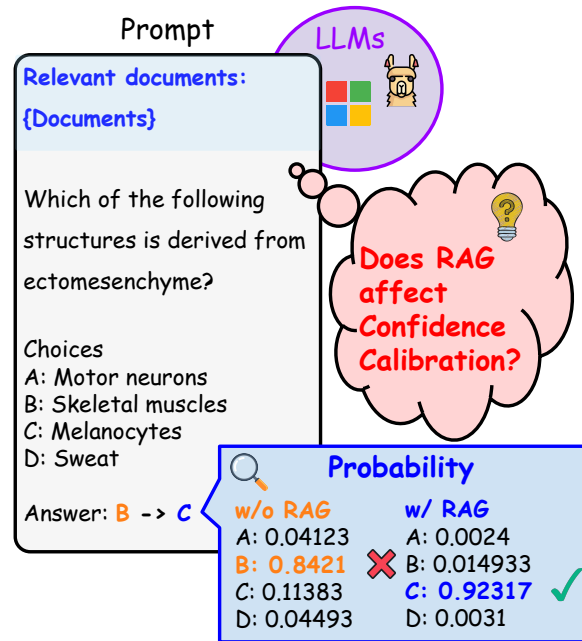 Prompt
LLMs
Relevant documents:
{Documents}
Which of the following
structures is derived from
ectomesenchyme?
Choices
A: Motor neurons
B: Skeletal muscles
C: Melanocytes
D: Sweat
Answer: B -> C
?
Does RAG
affect
Confidence
Calibration?
Probability
w/o RAG
A: 0.04123
B: 0.8421
C: 0.11383
D: 0.04493
w/ RAG
A: 0.0024
B: 0.014933
C: 0.92317
D: 0.0031